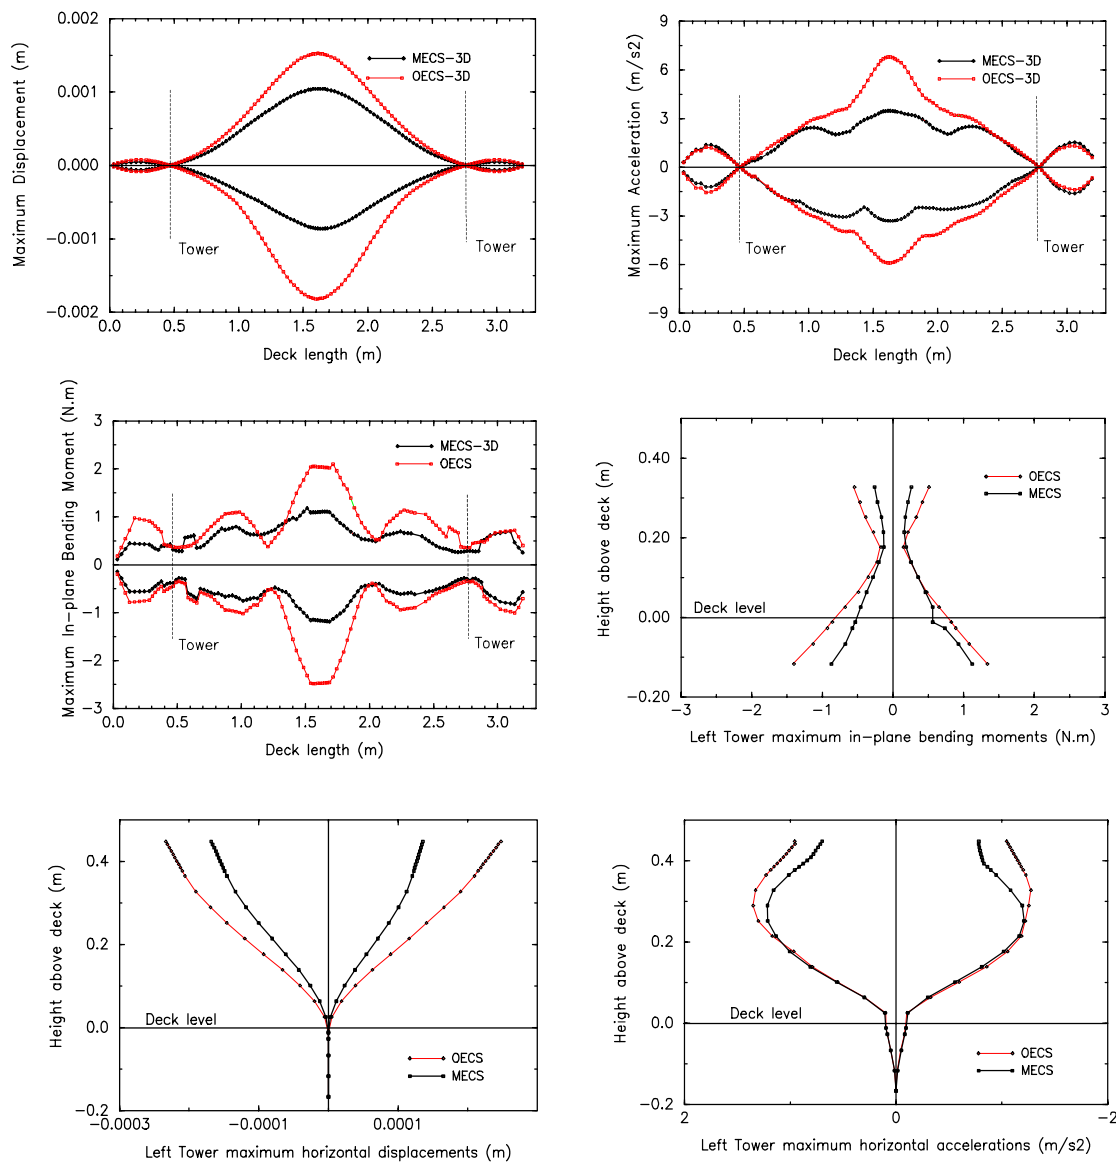 Maximum Displacement (m)
0.002
0.001
0.000
−0.001
−0.002
MECS−3D
OECS−3D
Tower
Tower
0.0 0.5 1.0 1.5 2.0 2.5 3.0
Deck length (m)
Maximum Acceleration (m/s2)
9
6
3
0
−3
−6
−9
MECS−3D
OECS−3D
Tower
Tower
0.0 0.5 1.0 1.5 2.0 2.5 3.0
Deck length (m)
Maximum In−plane Bending Moment (N.m)
3
2
1
0
−1
−2
−3
MECS−3D
OECS
Tower
Tower
0.0 0.5 1.0 1.5 2.0 2.5 3.0
Deck length (m)
Height above deck (m)
0.40
0.20
0.00
−0.20
OECS
MECS
Deck level
−3 −2 −1 0 1 2 3
Left Tower maximum in−plane bending moments (N.m)
Height above deck (m)
0.4
0.2
0.0
−0.2
Deck level
OECS
MECS
−0.0003 −0.0001 0.0001
Left Tower maximum horizontal displacements (m)
Height above deck (m)
0.4
0.2
0.0
−0.2
Deck level
OECS
MECS
2 1 0 −1 −2
Left Tower maximum horizontal accelerations (m/s2)